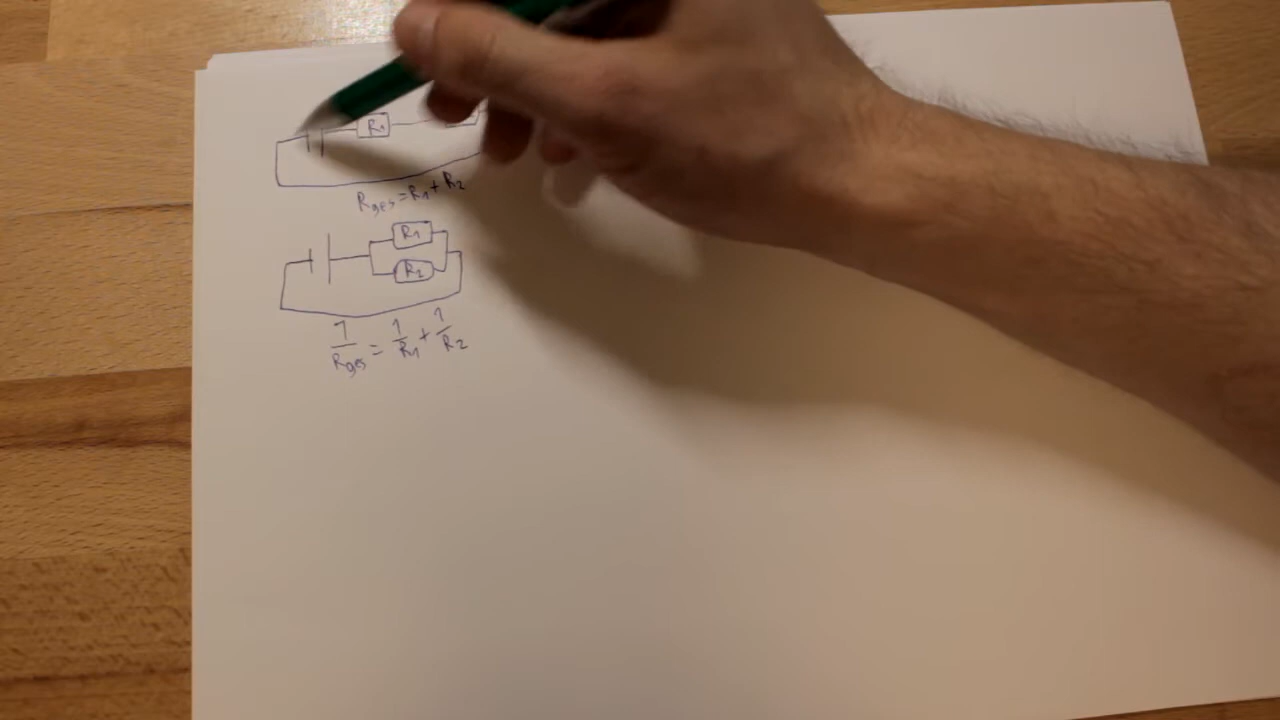 R1
Rges = R1 + R2
R1
R2
1/Rges = 1/R1 + 1/R2